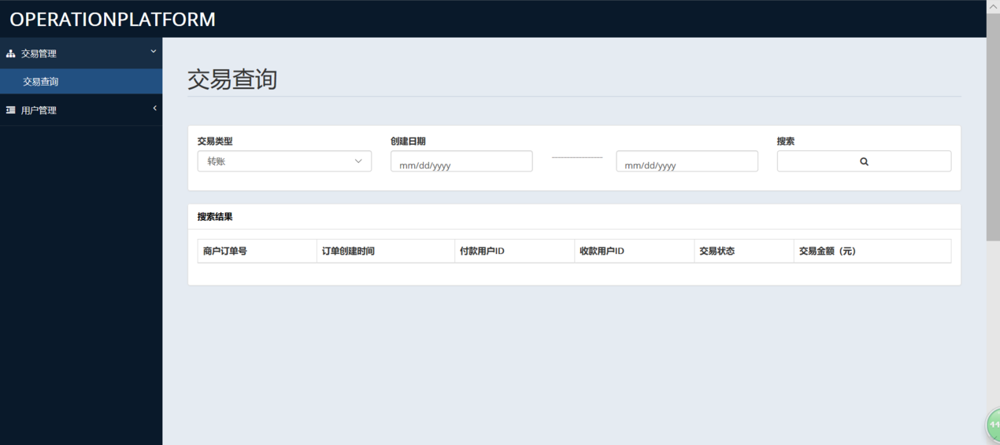 OPERATIONPLATFORM
交易管理
交易查询
用户管理
交易查询
交易类型 创建日期 搜索
转账 mm/dd/yyyy ---------------- mm/dd/yyyy
搜索结果
商户订单号 订单创建时间 付款用户ID 收款用户ID 交易状态 交易金额（元）
44